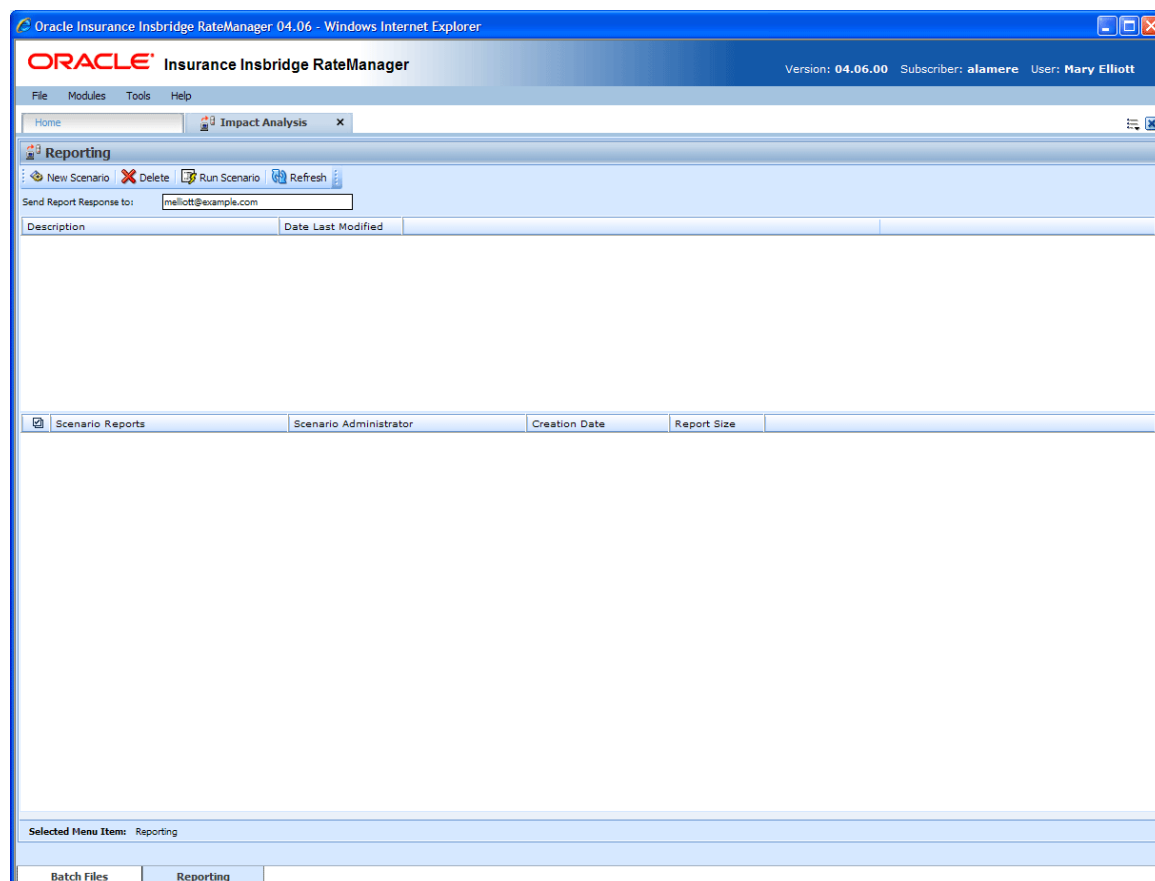 Oracle Insurance Insbridge RateManager 04.06 - Windows Internet Explorer
ORACLE Insurance Insbridge RateManager
Version: 04.06.00 Subscriber: alamere User: Mary Elliott
File Modules Tools Help
Home Impact Analysis x
Reporting
New Scenario Delete Run Scenario Refresh
Send Report Response to: melliott@example.com
Description Date Last Modified
Scenario Reports Scenario Administrator Creation Date Report Size
Selected Menu Item: Reporting
Batch Files Reporting